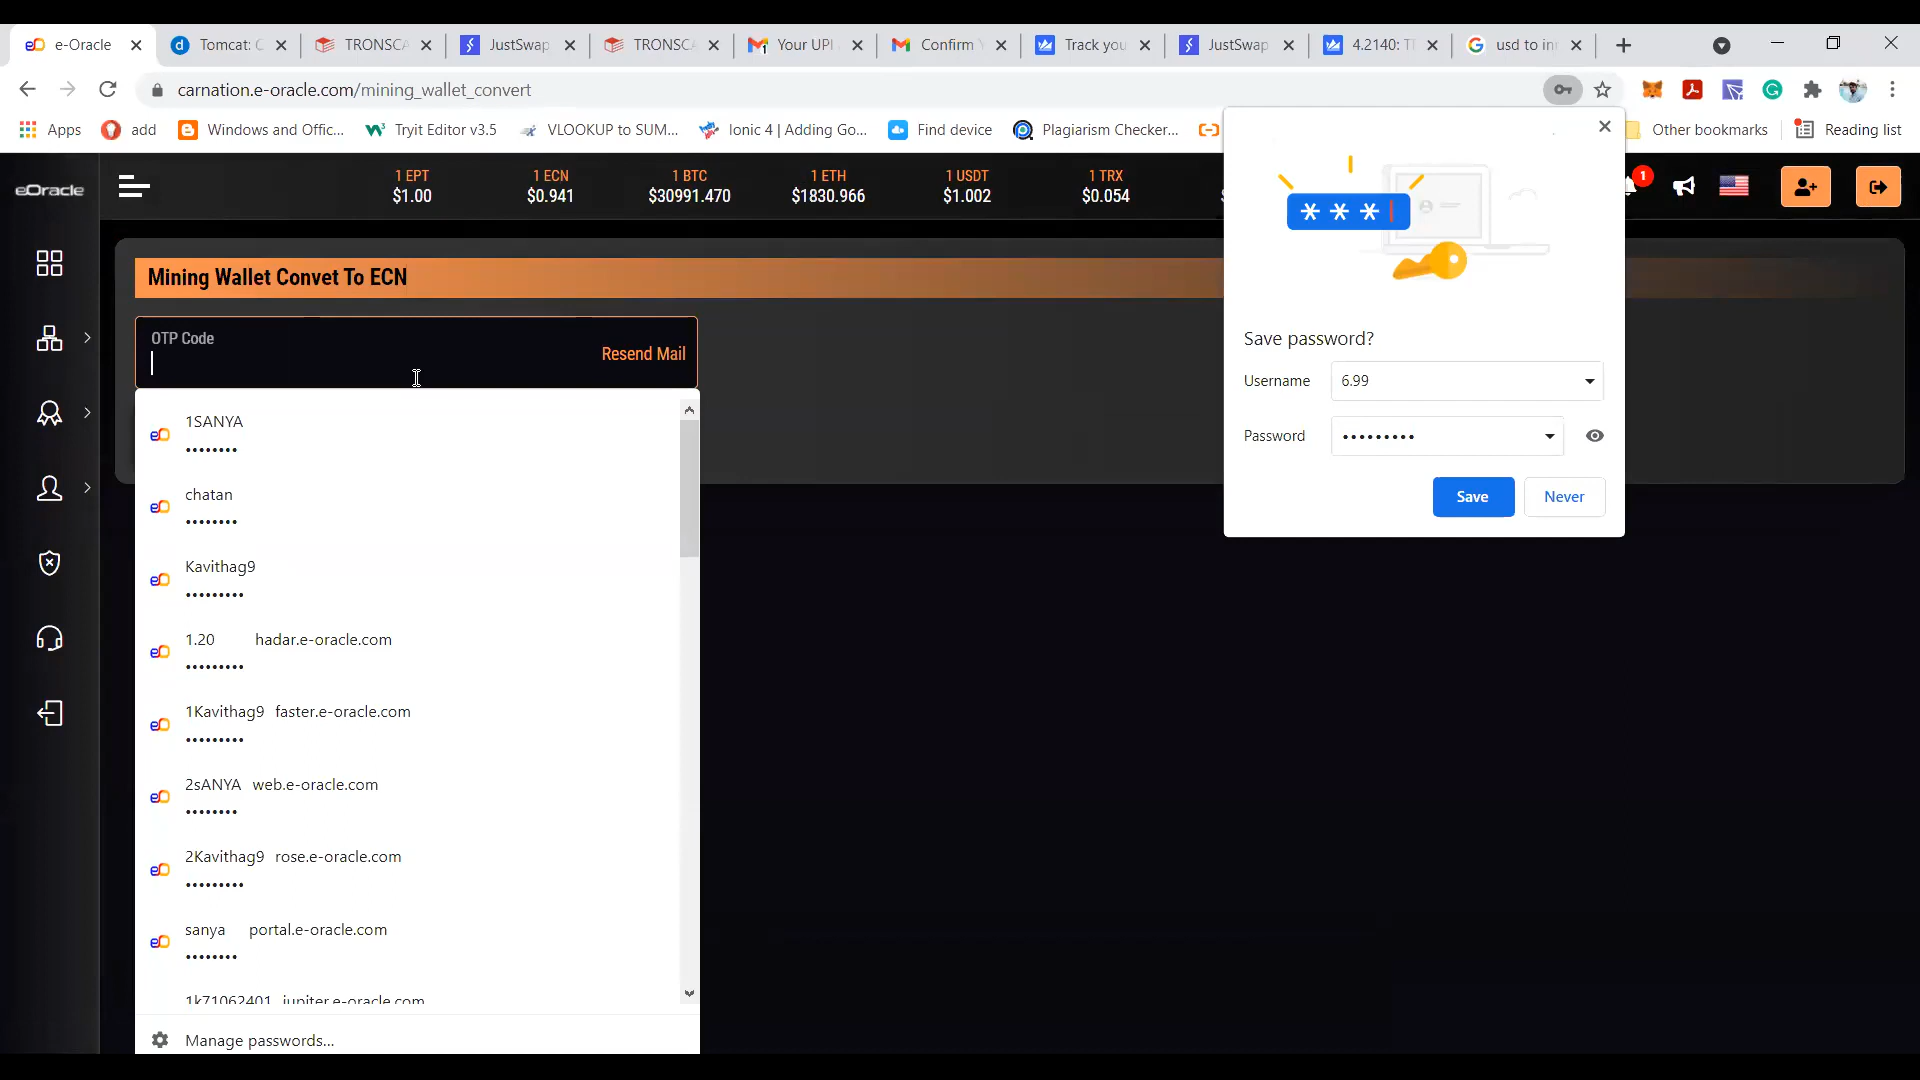 e-Oracle
Tomcat: C
TRONSCA
JustSwap
TRONSCA
Your UPI
Confirm Y
Track you
JustSwap
4.2140: T
usd to inr
carnation.e-oracle.com/mining_wallet_convert
Apps
add
Windows and Offic...
Tryit Editor v3.5
VLOOKUP to SUM...
Ionic 4 | Adding Go...
Find device
Plagiarism Checker...
Other bookmarks
Reading list
eOracle
1 EPT
$1.00
1 ECN
$0.941
1 BTC
$30991.470
1 ETH
$1830.966
1 USDT
$1.002
1 TRX
$0.054
1
Mining Wallet Convet To ECN
OTP Code
Resend Mail
1SANYA
••••••••
chatan
••••••••
Kavithag9
•••••••••
1.20 hadar.e-oracle.com
•••••••••
1Kavithag9 faster.e-oracle.com
•••••••••
2sANYA web.e-oracle.com
••••••••
2Kavithag9 rose.e-oracle.com
•••••••••
sanya portal.e-oracle.com
••••••••
1k71062401 jupiter.e-oracle.com
Manage passwords...
* * *
Save password?
Username 6.99
Password •••••••••
Save
Never